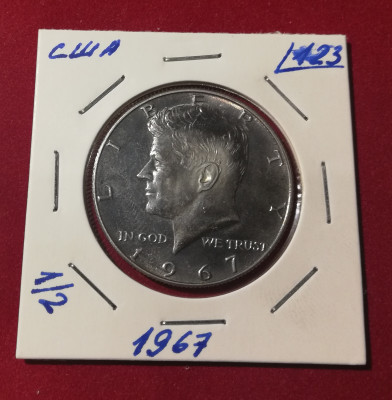 США
123
LIBERTY
IN GOD WE TRUST
1967
1/2
1967